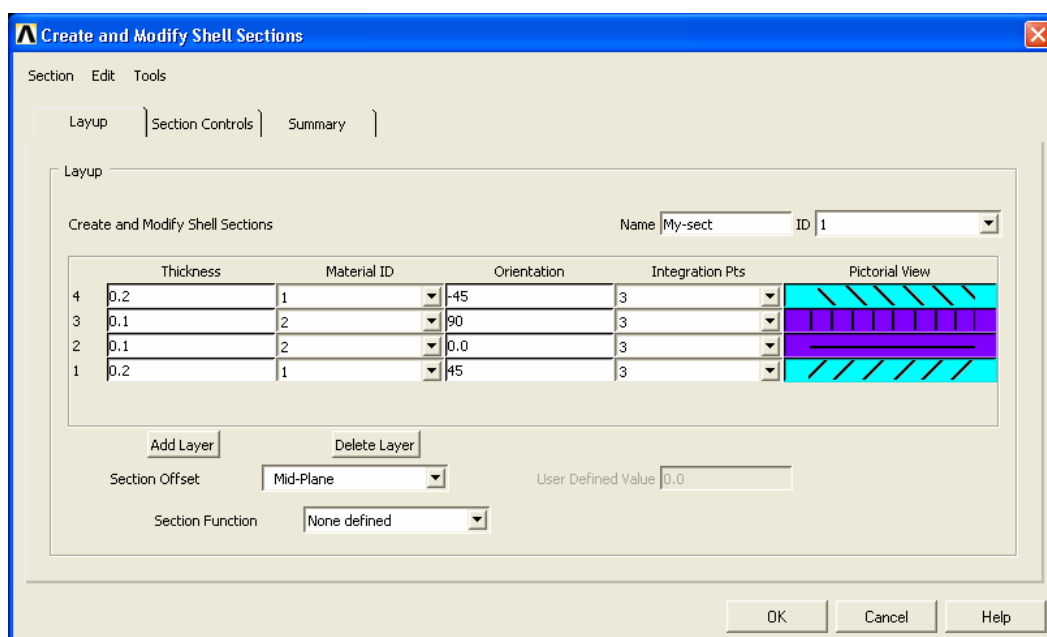 Create and Modify Shell Sections
Section Edit Tools
Layup Section Controls Summary
Layup
Create and Modify Shell Sections Name My-sect ID 1
Thickness Material ID Orientation Integration Pts Pictorial View
4 0.2 1 -45 3
3 0.1 2 90 3
2 0.1 2 0.0 3
1 0.2 1 45 3
Add Layer Delete Layer
Section Offset Mid-Plane User Defined Value 0.0
Section Function None defined
OK Cancel Help